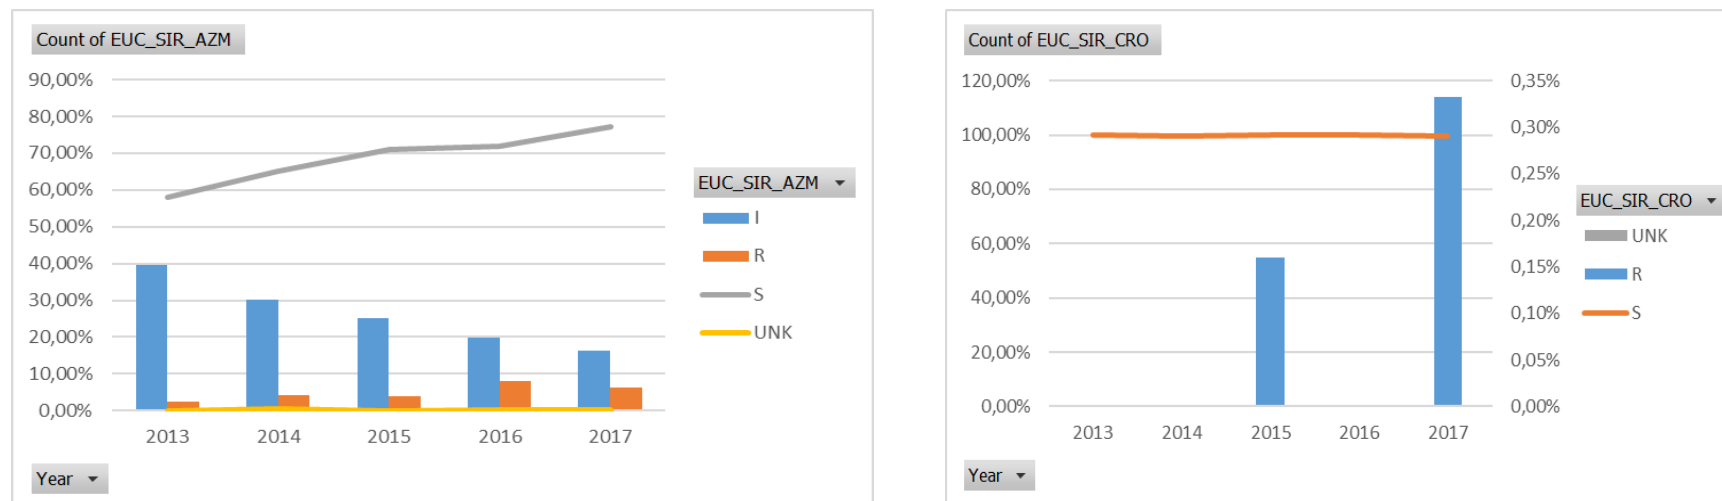 Count of EUC_SIR_AZM
90,00%
80,00%
70,00%
60,00%
50,00%
40,00%
30,00%
20,00%
10,00%
0,00%
2013 2014 2015 2016 2017
EUC_SIR_AZM
I
R
S
UNK
Year
Count of EUC_SIR_CRO
120,00%
100,00%
80,00%
60,00%
40,00%
20,00%
0,00%
0,35%
0,30%
0,25%
0,20%
0,15%
0,10%
0,05%
0,00%
2013 2014 2015 2016 2017
EUC_SIR_CRO
UNK
R
S
Year